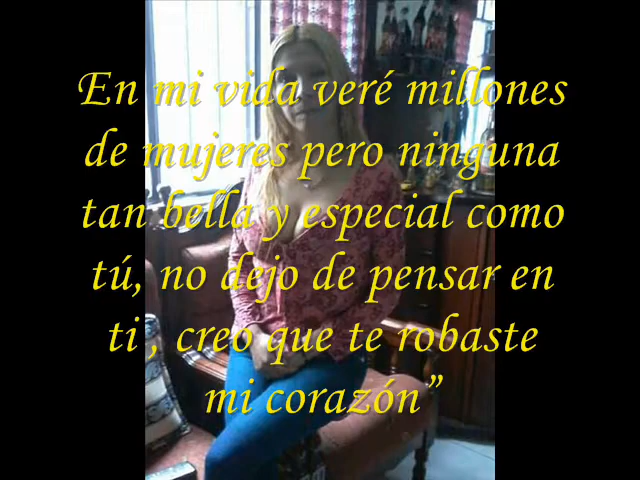 En mi vida veré millones
de mujeres pero ninguna
tan bella y especial como
tú, no dejo de pensar en
ti , creo que te robaste
mi corazón”